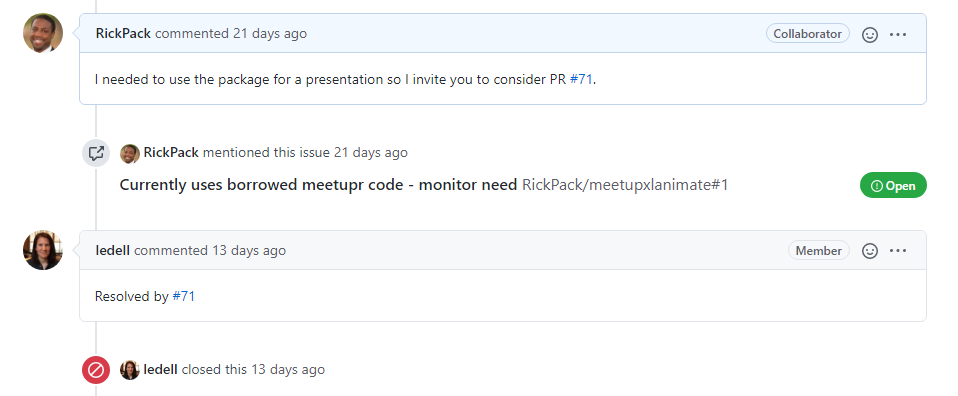 RickPack commented 21 days ago Collaborator
I needed to use the package for a presentation so I invite you to consider PR #71.
RickPack mentioned this issue 21 days ago
Currently uses borrowed meetupr code - monitor need RickPack/meetupxlanimate#1 Open
ledell commented 13 days ago Member
Resolved by #71
ledell closed this 13 days ago